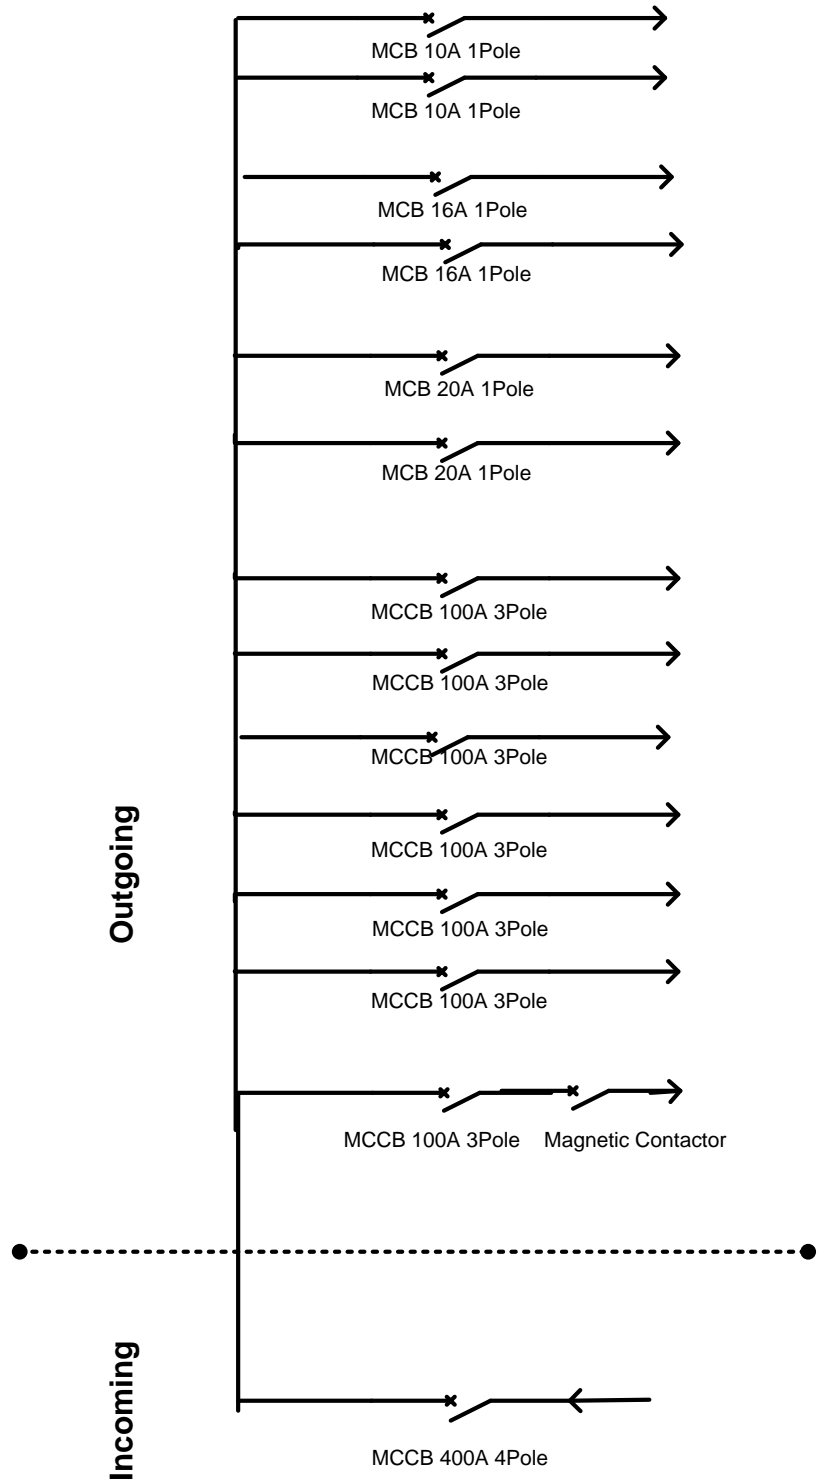 MCB 10A 1Pole
MCB 10A 1Pole
MCB 16A 1Pole
MCB 16A 1Pole
MCB 20A 1Pole
MCB 20A 1Pole
MCCB 100A 3Pole
MCCB 100A 3Pole
MCCB 100A 3Pole
Outgoing
MCCB 100A 3Pole
MCCB 100A 3Pole
MCCB 100A 3Pole
MCCB 100A 3Pole Magnetic Contactor
Incoming
MCCB 400A 4Pole